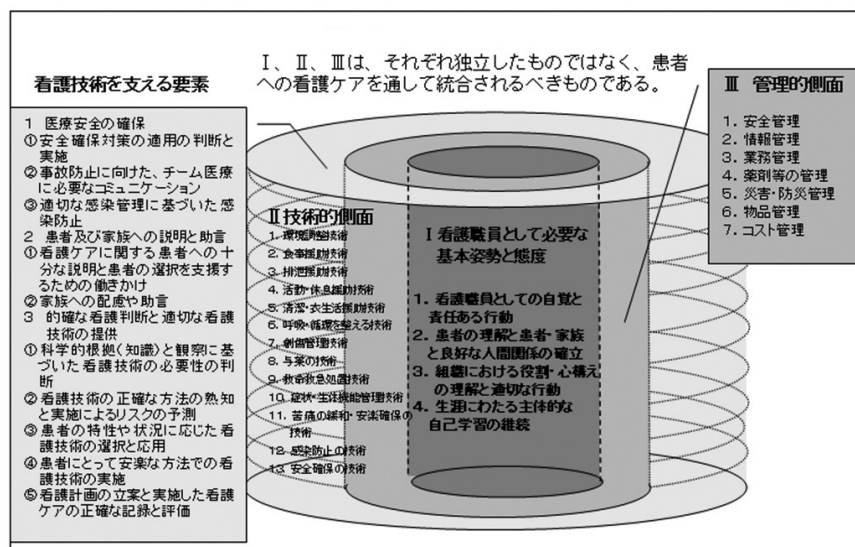 Ⅰ、Ⅱ、Ⅲは、それぞれ独立したものではなく、患者
への看護ケアを通して統合されるべきものである。
看護技術を支える要素
1 医療安全の確保
①安全確保対策の適用の判断と
実施
②事故防止に向けた、チーム医療
に必要なコミュニケーション
③適切な感染管理に基づいた感
染防止
2 患者及び家族への説明と助言
①看護ケアに関する患者への十
分な説明と患者の選択を支援す
るための働きかけ
②家族への配慮や助言
3 的確な看護判断と適切な看護
技術の提供
①科学的根拠(知識)と観察に基
づいた看護技術の必要性の判
断
②看護技術の正確な方法の熟知
と実施によるリスクの予測
③患者の特性や状況に応じた看
護技術の選択と応用
④患者にとって安楽な方法での看
護技術の実施
⑤看護計画の立案と実施した看護
ケアの正確な記録と評価
Ⅱ技術的側面
1. 環境調整技術
2. 食事援助技術
3. 排泄援助技術
4. 活動・休息援助技術
5. 清潔・衣生活援助技術
6. 呼吸・循環を整える技術
7. 創傷管理技術
8. 与薬の技術
9. 救命救急処置技術
10. 症状・生体機能管理技術
11. 苦痛の緩和・安楽確保の
技術
12. 感染防止の技術
13. 安全確保の技術
Ⅰ看護職員として必要な
基本姿勢と態度
1. 看護職員としての自覚と
責任ある行動
2. 患者の理解と患者・家族
と良好な人間関係の確立
3. 組織における役割・心構え
の理解と適切な行動
4. 生涯にわたる主体的な
自己学習の継続
Ⅲ 管理的側面
1. 安全管理
2. 情報管理
3. 業務管理
4. 薬剤等の管理
5. 災害・防災管理
6. 物品管理
7. コスト管理